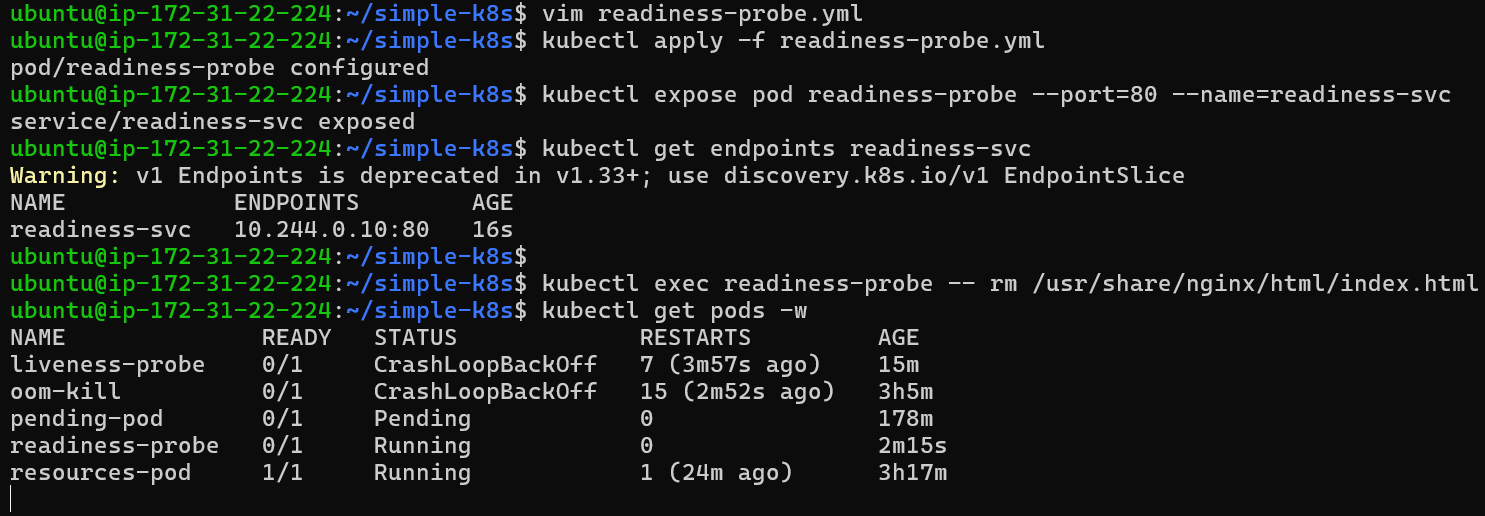 ubuntu@ip-172-31-22-224:~/simple-k8s$ vim readiness-probe.yml
ubuntu@ip-172-31-22-224:~/simple-k8s$ kubectl apply -f readiness-probe.yml
pod/readiness-probe configured
ubuntu@ip-172-31-22-224:~/simple-k8s$ kubectl expose pod readiness-probe --port=80 --name=readiness-svc
service/readiness-svc exposed
ubuntu@ip-172-31-22-224:~/simple-k8s$ kubectl get endpoints readiness-svc
Warning: v1 Endpoints is deprecated in v1.33+; use discovery.k8s.io/v1 EndpointSlice
NAME            ENDPOINTS        AGE
readiness-svc   10.244.0.10:80   16s
ubuntu@ip-172-31-22-224:~/simple-k8s$
ubuntu@ip-172-31-22-224:~/simple-k8s$ kubectl exec readiness-probe -- rm /usr/share/nginx/html/index.html
ubuntu@ip-172-31-22-224:~/simple-k8s$ kubectl get pods -w
NAME              READY   STATUS             RESTARTS         AGE
liveness-probe    0/1     CrashLoopBackOff   7 (3m57s ago)    15m
oom-kill          0/1     CrashLoopBackOff   15 (2m52s ago)   3h5m
pending-pod       0/1     Pending            0                178m
readiness-probe   0/1     Running            0                2m15s
resources-pod     1/1     Running            1 (24m ago)      3h17m